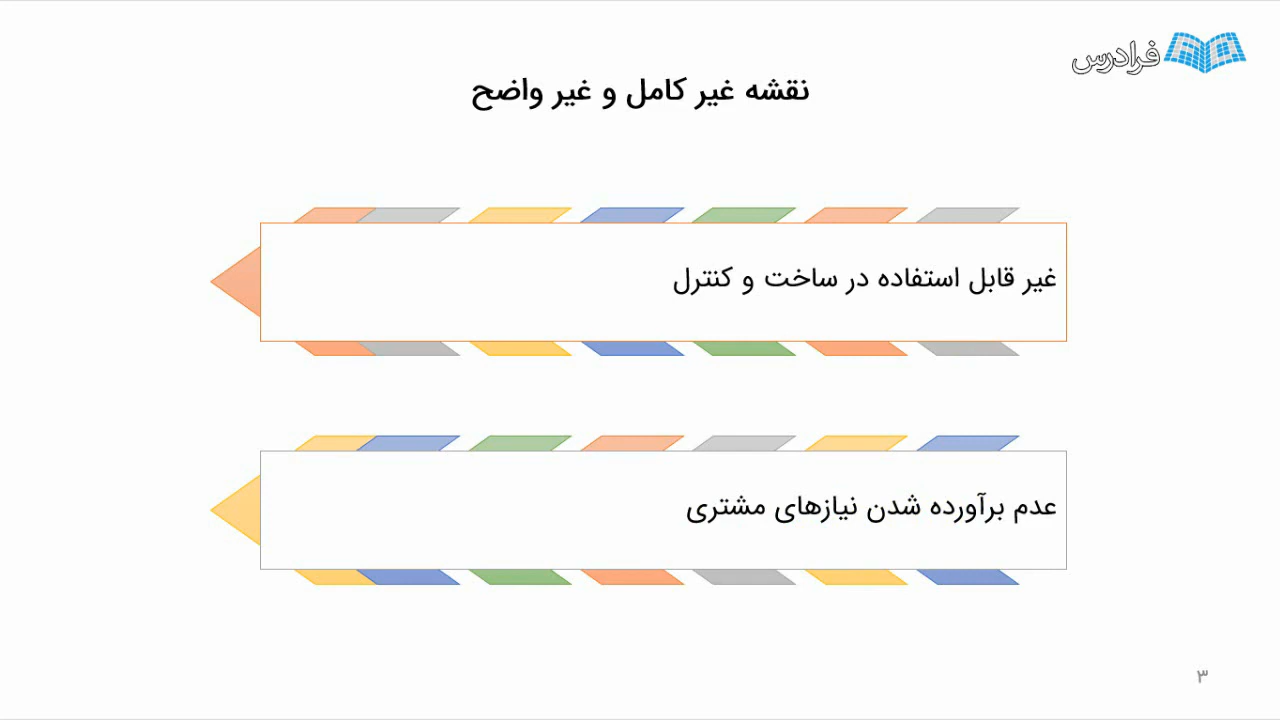 فرادرس
نقشه غیر کامل و غیر واضح
غیر قابل استفاده در ساخت و کنترل
عدم برآورده شدن نیازهای مشتری
۳